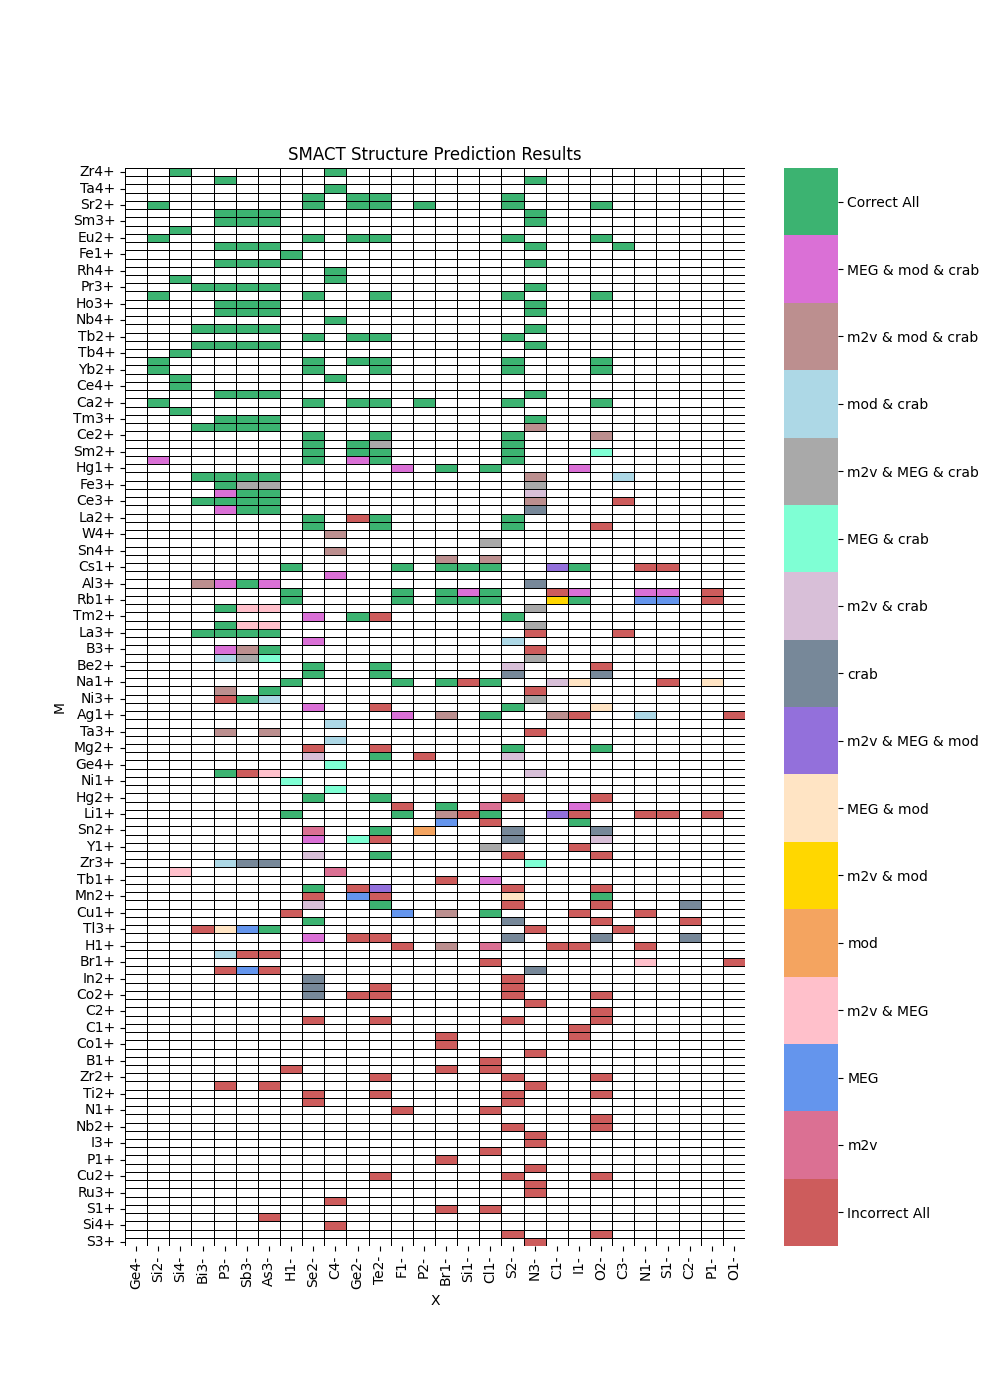 SMACT Structure Prediction Results
Zr4+
Ta4+
Sr2+
Sm3+
Eu2+
Fe1+
Rh4+
Pr3+
Ho3+
Nb4+
Tb2+
Tb4+
Yb2+
Ce4+
Ca2+
Tm3+
Ce2+
Sm2+
Hg1+
Fe3+
Ce3+
La2+
W4+
Sn4+
Cs1+
Al3+
Rb1+
Tm2+
La3+
B3+
Be2+
Na1+
Ni3+
Ag1+
Ta3+
Mg2+
Ge4+
Ni1+
Hg2+
Li1+
Sn2+
Y1+
Zr3+
Tb1+
Mn2+
Cu1+
Tl3+
H1+
Br1+
In2+
Co2+
C2+
C1+
Co1+
B1+
Zr2+
Ti2+
N1+
Nb2+
I3+
P1+
Cu2+
Ru3+
S1+
Si4+
S3+
M
Ge4-
Si2-
Si4-
Bi3-
P3-
Sb3-
As3-
H1-
Se2-
C4-
Ge2-
Te2-
F1-
P2-
Br1-
Si1-
Cl1-
S2-
N3-
C1-
I1-
O2-
C3-
N1-
S1-
C2-
P1-
O1-
X
Correct All
MEG & mod & crab
m2v & mod & crab
mod & crab
m2v & MEG & crab
MEG & crab
m2v & crab
crab
m2v & MEG & mod
MEG & mod
m2v & mod
mod
m2v & MEG
MEG
m2v
Incorrect All